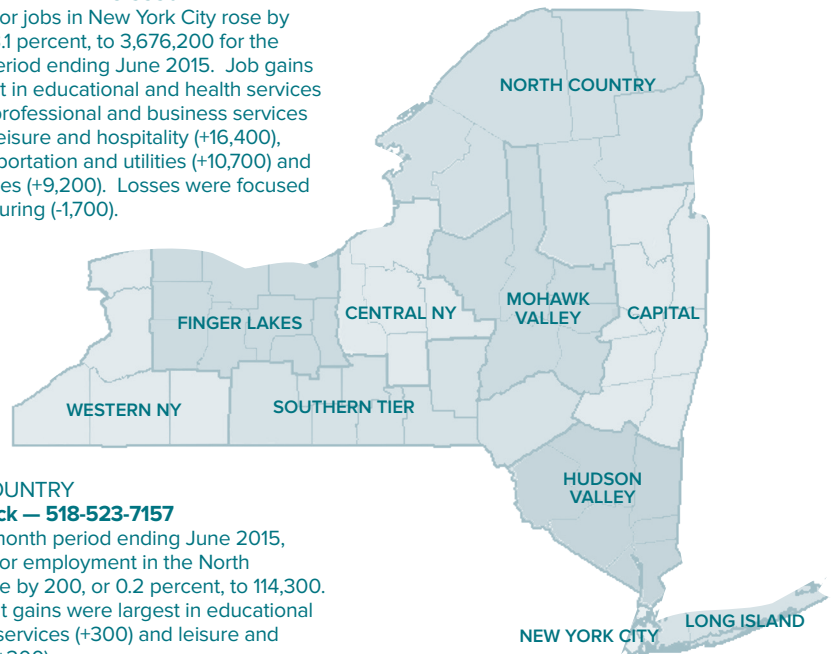 or jobs in New York City rose by
.1 percent, to 3,676,200 for the
eriod ending June 2015. Job gains
t in educational and health services
professional and business services
eisure and hospitality (+16,400),
portation and utilities (+10,700) and
es (+9,200). Losses were focused
uring (-1,700).
NORTH COUNTRY
FINGER LAKES
CENTRAL NY
MOHAWK
VALLEY
CAPITAL
WESTERN NY
SOUTHERN TIER
HUDSON
VALLEY
OUNTRY
ck — 518-523-7157
month period ending June 2015,
or employment in the North
e by 200, or 0.2 percent, to 114,300.
t gains were largest in educational
services (+300) and leisure and
NEW YORK CITY
LONG ISLAND